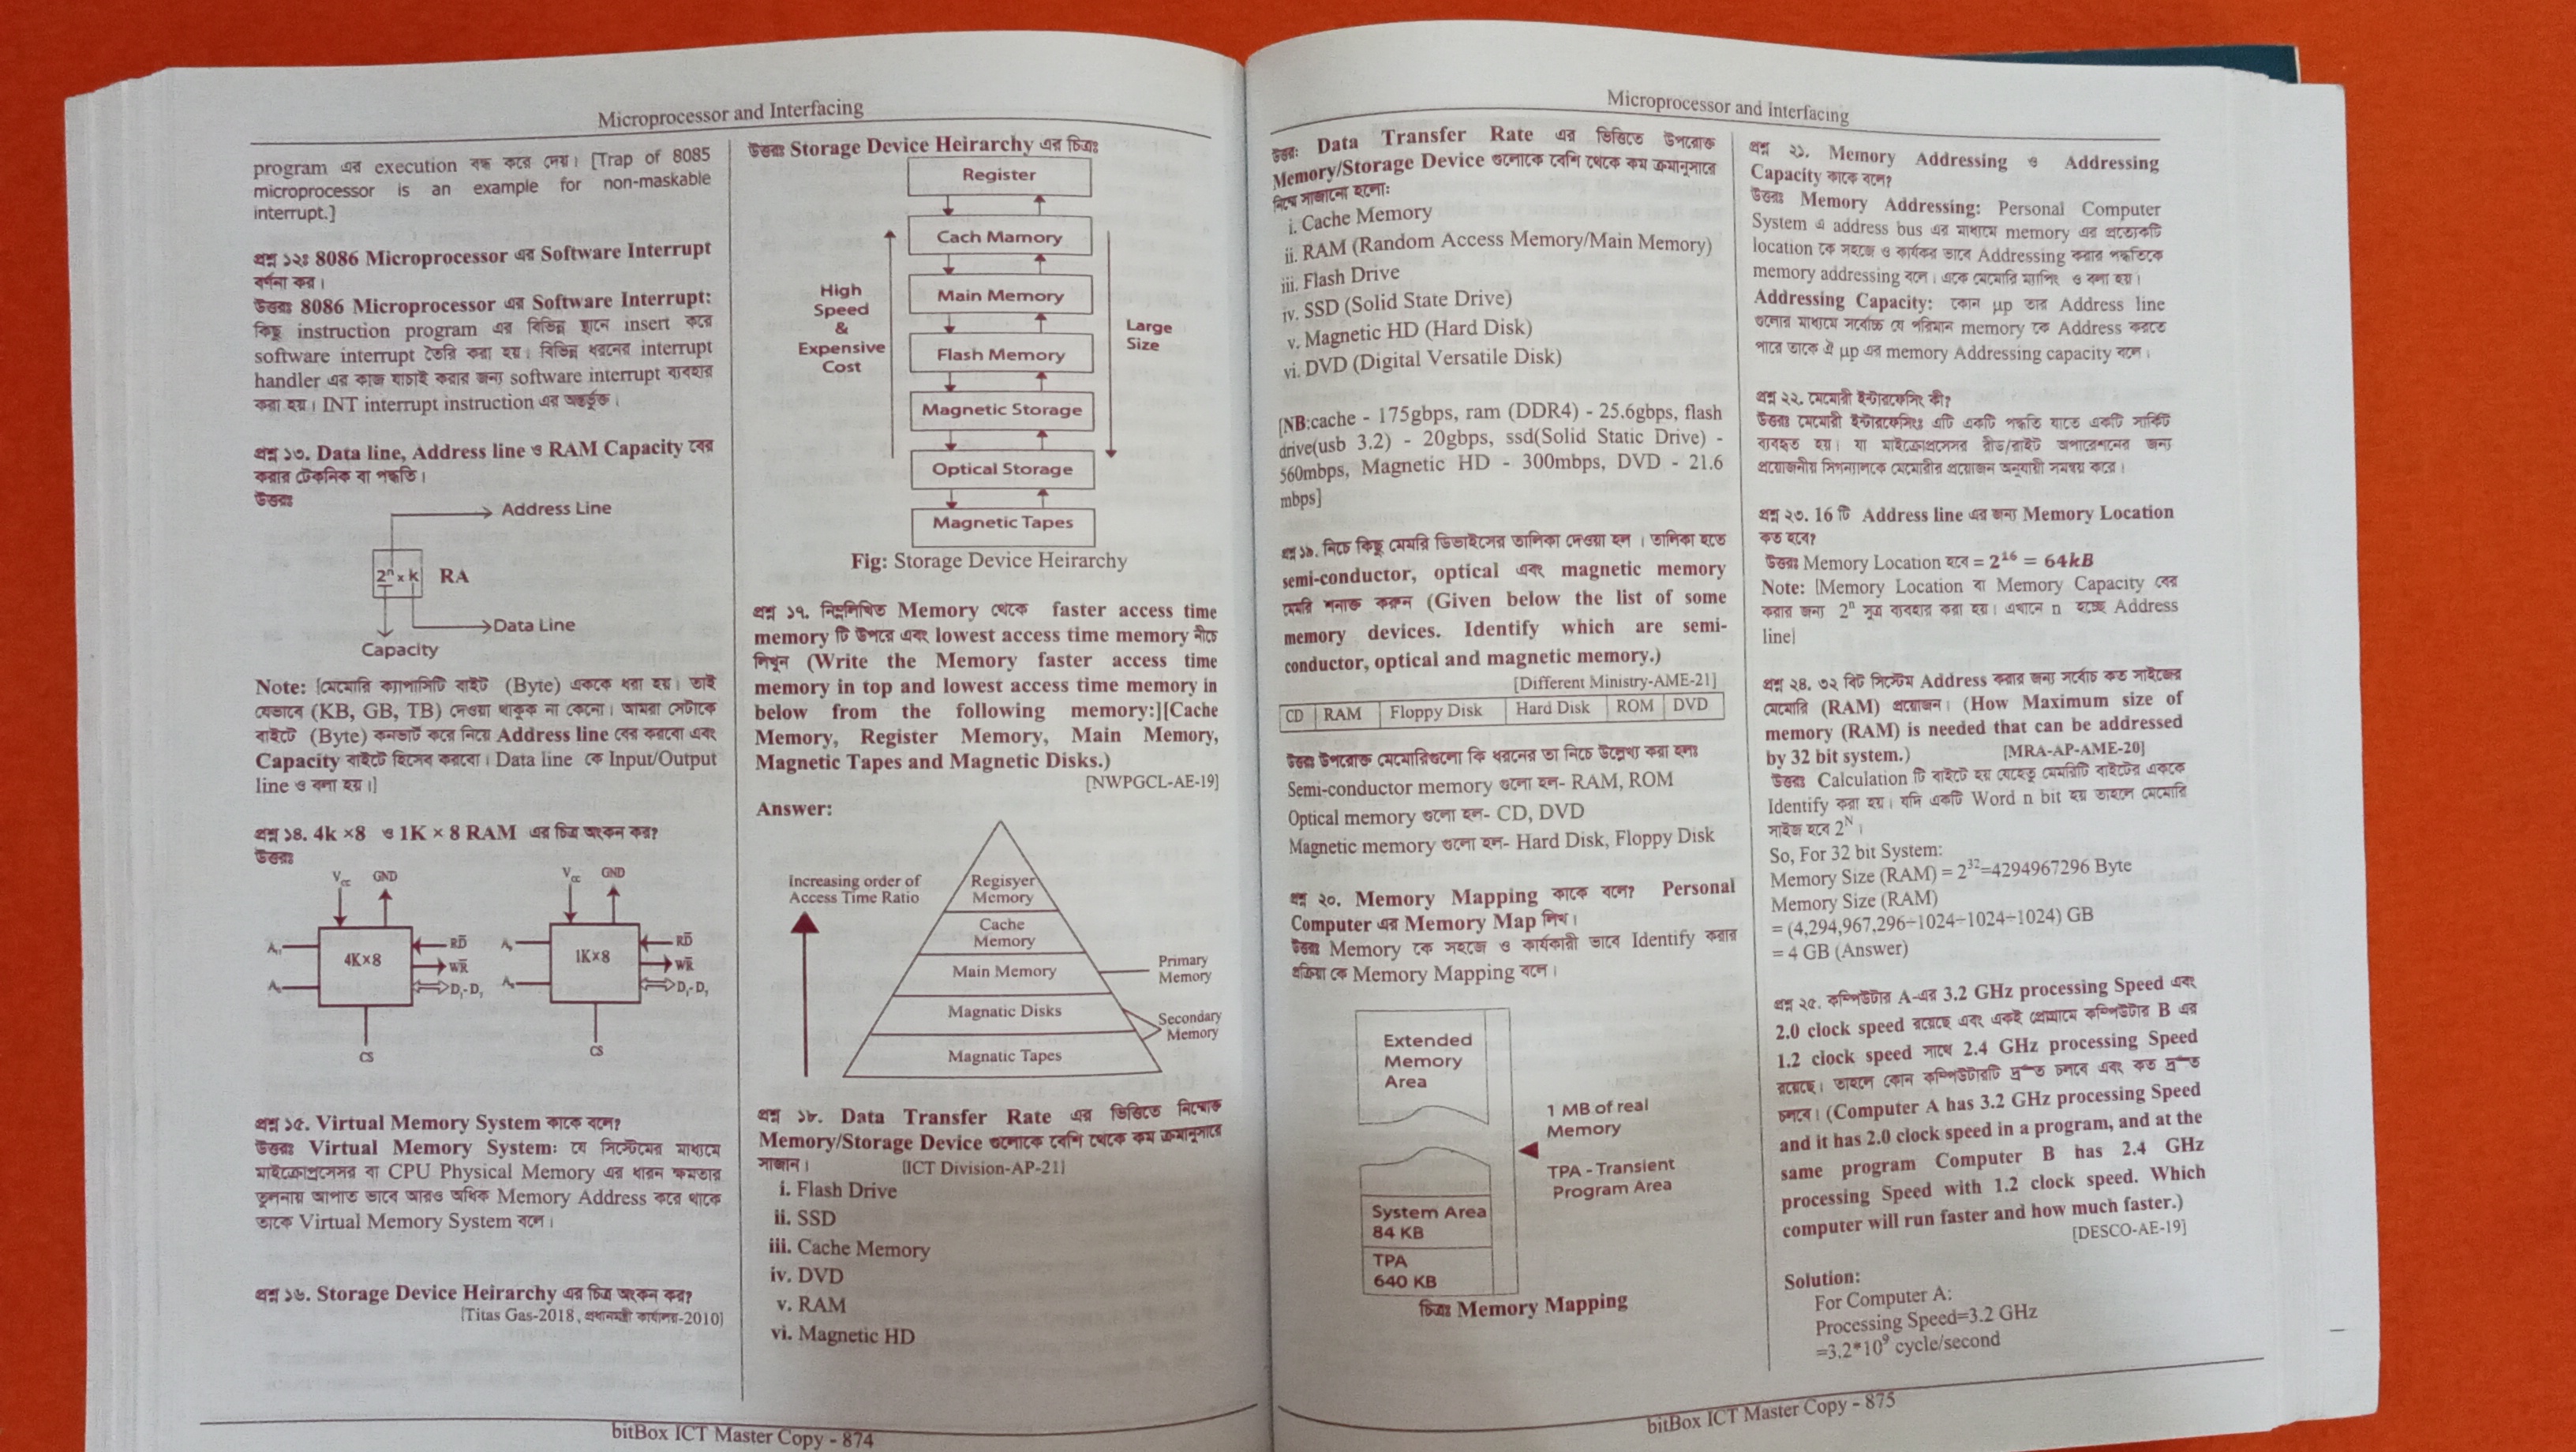 Microprocessor and Interfacing
program এর execution বন্ধ করে দেয়। [Trap of 8085
microprocessor is an example for non-maskable
interrupt.]
প্রশ্ন ১২ঃ 8086 Microprocessor এর Software Interrupt
বর্ণনা কর।
উত্তরঃ 8086 Microprocessor এর Software Interrupt:
কিছু instruction program এর বিভিন্ন স্থানে insert করে
software interrupt তৈরি করা হয়। বিভিন্ন ধরনের interrupt
handler এর কাজ যাচাই করার জন্য software interrupt ব্যবহার
করা হয়। INT interrupt instruction এর অন্তর্ভুক্ত।
প্রশ্ন ১৩. Data line, Address line ও RAM Capacity বের
করার টেকনিক বা পদ্ধতি।
উত্তরঃ
Address Line
2ⁿ x k RA
Data Line
Capacity
Note: [মেমোরি ক্যাপাসিটি বাইট (Byte) এককে ধরা হয়। তাই
যেভাবে (KB, GB, TB) দেওয়া থাকুক না কেনো। আমরা সেটাকে
বাইটে (Byte) কনভার্ট করে নিয়ে Address line বের করবো এবং
Capacity বাইটে হিসেব করবো। Data line কে Input/Output
line ও বলা হয়।]
প্রশ্ন ১৪. 4k ×8 ও 1K × 8 RAM এর চিত্র অংকন কর?
উত্তরঃ
Vcc GND
4K×8
RD
WR
CS
Vcc GND
1K×8
RD
WR
CS
প্রশ্ন ১৫. Virtual Memory System কাকে বলে?
উত্তরঃ Virtual Memory System: যে সিস্টেমের মাধ্যমে
মাইক্রোপ্রসেসর বা CPU Physical Memory এর ধারন ক্ষমতার
তুলনায় আপাত ভাবে আরও অধিক Memory Address করে থাকে
তাকে Virtual Memory System বলে।
প্রশ্ন ১৬. Storage Device Heirarchy এর চিত্র অংকন কর?
[Titas Gas-2018, প্রধানমন্ত্রী কার্যালয়-2010]
উত্তরঃ Storage Device Heirarchy এর চিত্রঃ
Register
Cach Mamory
Main Memory
Flash Memory
Magnetic Storage
Optical Storage
Magnetic Tapes
High
Speed
&
Expensive
Cost
Large
Size
Fig: Storage Device Heirarchy
প্রশ্ন ১৭. নিম্নলিখিত Memory থেকে faster access time
memory টি উপরে এবং lowest access time memory নীচে
লিখুন (Write the Memory faster access time
memory in top and lowest access time memory in
below from the following memory:][Cache
Memory, Register Memory, Main Memory,
Magnetic Tapes and Magnetic Disks.)
[NWPGCL-AE-19]
Answer:
Increasing order of
Access Time Ratio
Regisyer
Memory
Cache
Memory
Main Memory
Magnatic Disks
Magnatic Tapes
Primary
Memory
Secondary
Memory
প্রশ্ন ১৮. Data Transfer Rate এর ভিত্তিতে নিম্মোক্ত
Memory/Storage Device গুলোকে বেশি থেকে কম ক্রমানুসারে
সাজান। [ICT Division-AP-21]
i. Flash Drive
ii. SSD
iii. Cache Memory
iv. DVD
v. RAM
vi. Magnetic HD
bitBox ICT Master Copy - 874
Microprocessor and Interfacing
উত্তর: Data Transfer Rate এর ভিত্তিতে উপরোক্ত
Memory/Storage Device গুলোকে বেশি থেকে কম ক্রমানুসারে
নিম্মে সাজানো হলো:
i. Cache Memory
ii. RAM (Random Access Memory/Main Memory)
iii. Flash Drive
iv. SSD (Solid State Drive)
v. Magnetic HD (Hard Disk)
vi. DVD (Digital Versatile Disk)
[NB:cache - 175gbps, ram (DDR4) - 25.6gbps, flash
drive(usb 3.2) - 20gbps, ssd(Solid Static Drive) -
560mbps, Magnetic HD - 300mbps, DVD - 21.6
mbps]
প্রশ্ন ১৯. নিচে কিছু মেমরি ডিভাইসের তালিকা দেওয়া হল। তালিকা হতে
semi-conductor, optical এবং magnetic memory
মেমরি শনাক্ত করুন (Given below the list of some
memory devices. Identify which are semi-
conductor, optical and magnetic memory.)
[Different Ministry-AME-21]
CD RAM Floppy Disk Hard Disk ROM DVD
উত্তরঃ উপরোক্ত মেমোরিগুলো কি ধরনের তা নিচে উল্লেখ্য করা হলঃ
Semi-conductor memory গুলো হল- RAM, ROM
Optical memory গুলো হল- CD, DVD
Magnetic memory গুলো হল- Hard Disk, Floppy Disk
প্রশ্ন ২০. Memory Mapping কাকে বলে? Personal
Computer এর Memory Map লিখ।
উত্তরঃ Memory কে সহজে ও কার্যকারী ভাবে Identify করার
প্রক্রিয়া কে Memory Mapping বলে।
Extended
Memory
Area
1 MB of real
Memory
TPA - Transient
Program Area
System Area
84 KB
TPA
640 KB
চিত্রঃ Memory Mapping
প্রশ্ন ২১. Memory Addressing ও Addressing
Capacity কাকে বলে?
উত্তরঃ Memory Addressing: Personal Computer
System এ address bus এর মাধ্যমে memory এর প্রত্যেকটি
location কে সহজে ও কার্যকর ভাবে Addressing করার পদ্ধতিকে
memory addressing বলে। একে মেমোরি ম্যাপিং ও বলা হয়।
Addressing Capacity: কোন µp তার Address line
গুলোর মাধ্যমে সর্বোচ্চ যে পরিমান memory কে Address করতে
পারে তাকে ঐ µp এর memory Addressing capacity বলে।
প্রশ্ন ২২. মেমোরী ইন্টারফেসিং কী?
উত্তরঃ মেমোরী ইন্টারফেসিংঃ এটি একটি পদ্ধতি যাতে একটি সার্কিট
ব্যবহৃত হয়। যা মাইক্রোপ্রসেসর রীড/রাইট অপারেশনের জন্য
প্রয়োজনীয় সিগন্যালকে মেমোরীর প্রয়োজন অনুযায়ী সমন্বয় করে।
প্রশ্ন ২৩. 16 টি Address line এর জন্য Memory Location
কত হবে?
উত্তরঃ Memory Location হবে = 2¹⁶ = 64kB
Note: [Memory Location বা Memory Capacity বের
করার জন্য 2ⁿ সূত্র ব্যবহার করা হয়। এখানে n হচ্ছে Address
line]
প্রশ্ন ২৪. ৩২ বিট সিস্টেম Address করার জন্য সর্বোচ্চ কত সাইজের
মেমোরি (RAM) প্রয়োজন। (How Maximum size of
memory (RAM) is needed that can be addressed
by 32 bit system.) [MRA-AP-AME-20]
উত্তরঃ Calculation টি বাইটে হয় যেহেতু মেমরিটি বাইটের এককে
Identify করা হয়। যদি একটি Word n bit হয় তাহলে মেমোরি
সাইজ হবে 2ᴺ।
So, For 32 bit System:
Memory Size (RAM) = 2³²=4294967296 Byte
Memory Size (RAM)
= (4,294,967,296÷1024÷1024÷1024) GB
= 4 GB (Answer)
প্রশ্ন ২৫. কম্পিউটার A-এর 3.2 GHz processing Speed এবং
2.0 clock speed রয়েছে এবং একই প্রোগ্রামে কম্পিউটার B এর
1.2 clock speed সাথে 2.4 GHz processing Speed
রয়েছে। তাহলে কোন কম্পিউটারটি চলবে এবং কত
চলবে। (Computer A has 3.2 GHz processing Speed
and it has 2.0 clock speed in a program, and at the
same program Computer B has 2.4 GHz
processing Speed with 1.2 clock speed. Which
computer will run faster and how much faster.)
[DESCO-AE-19]
Solution:
For Computer A:
Processing Speed=3.2 GHz
=3.2*10⁹ cycle/second
bitBox ICT Master Copy - 875